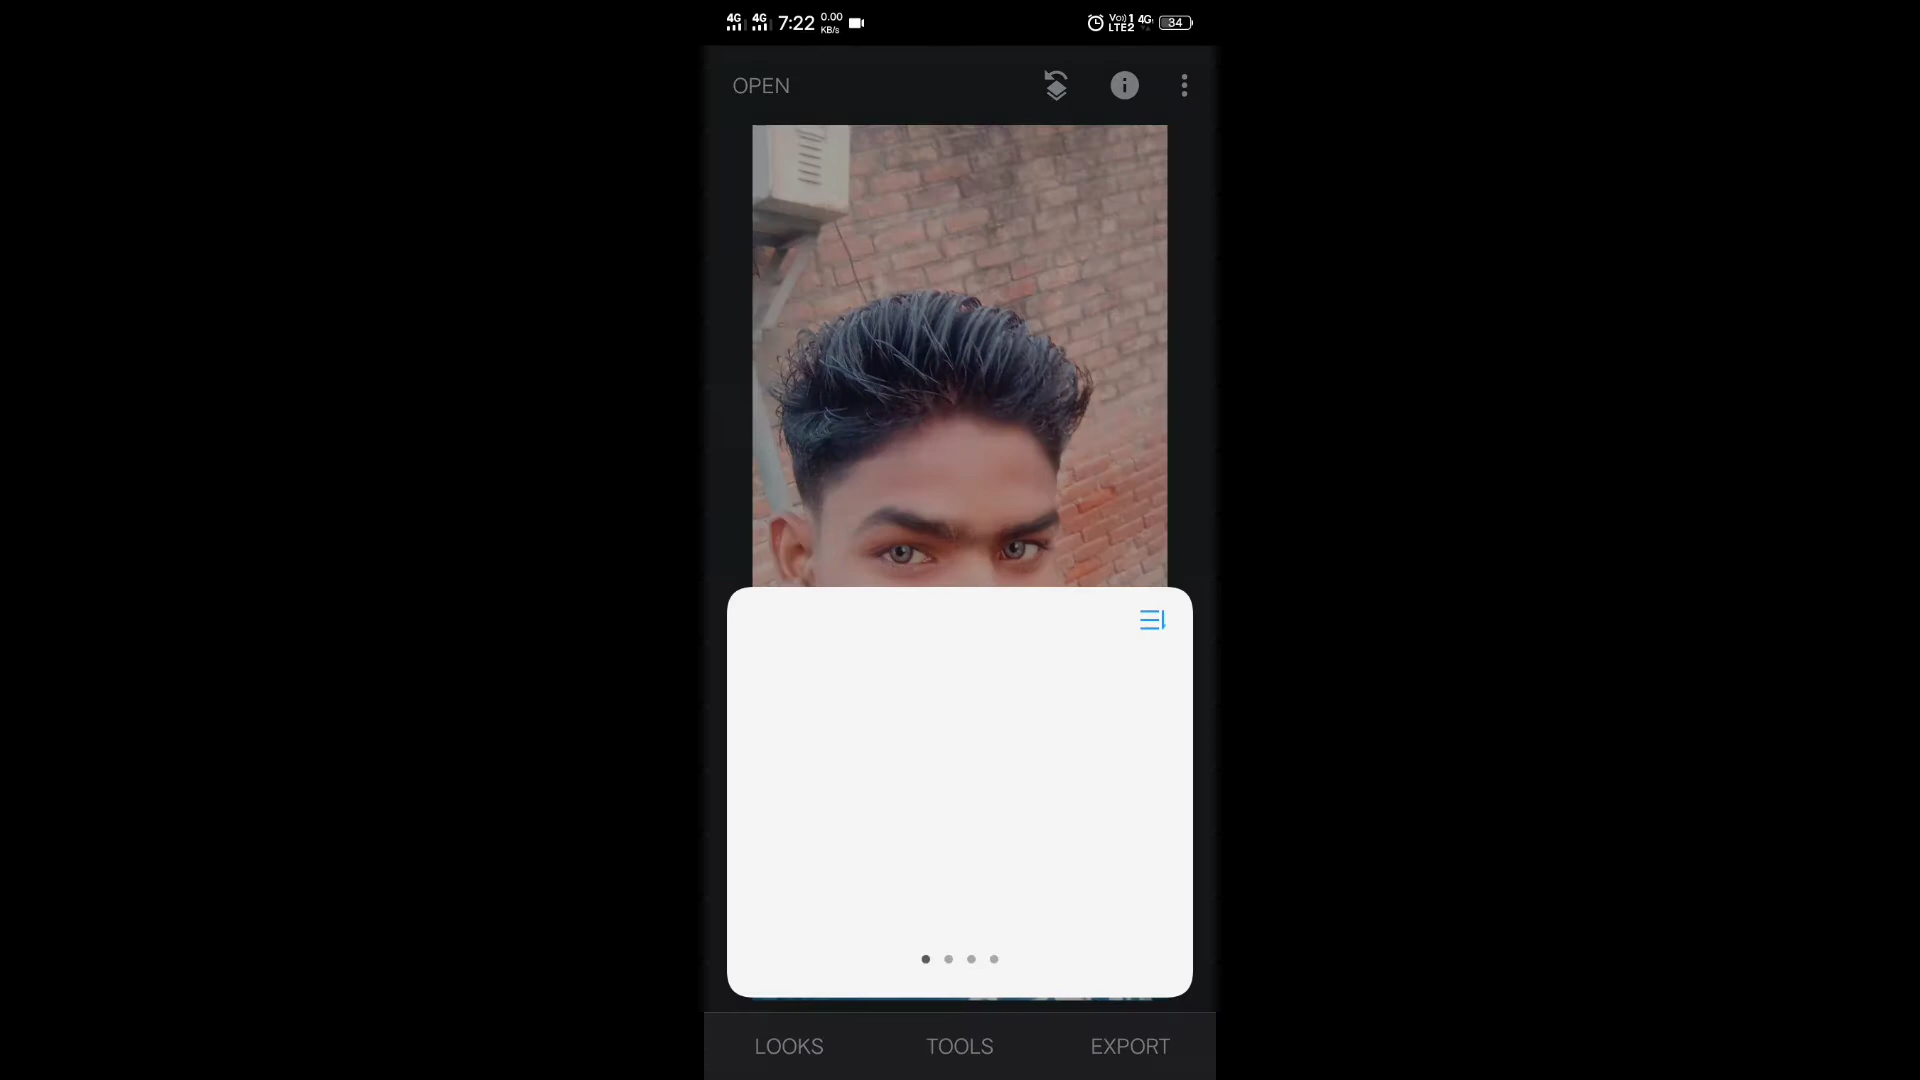 4G 4G 7:22 0.00 KB/s Vo) 1 LTE2 4G 34
OPEN
LOOKS TOOLS EXPORT